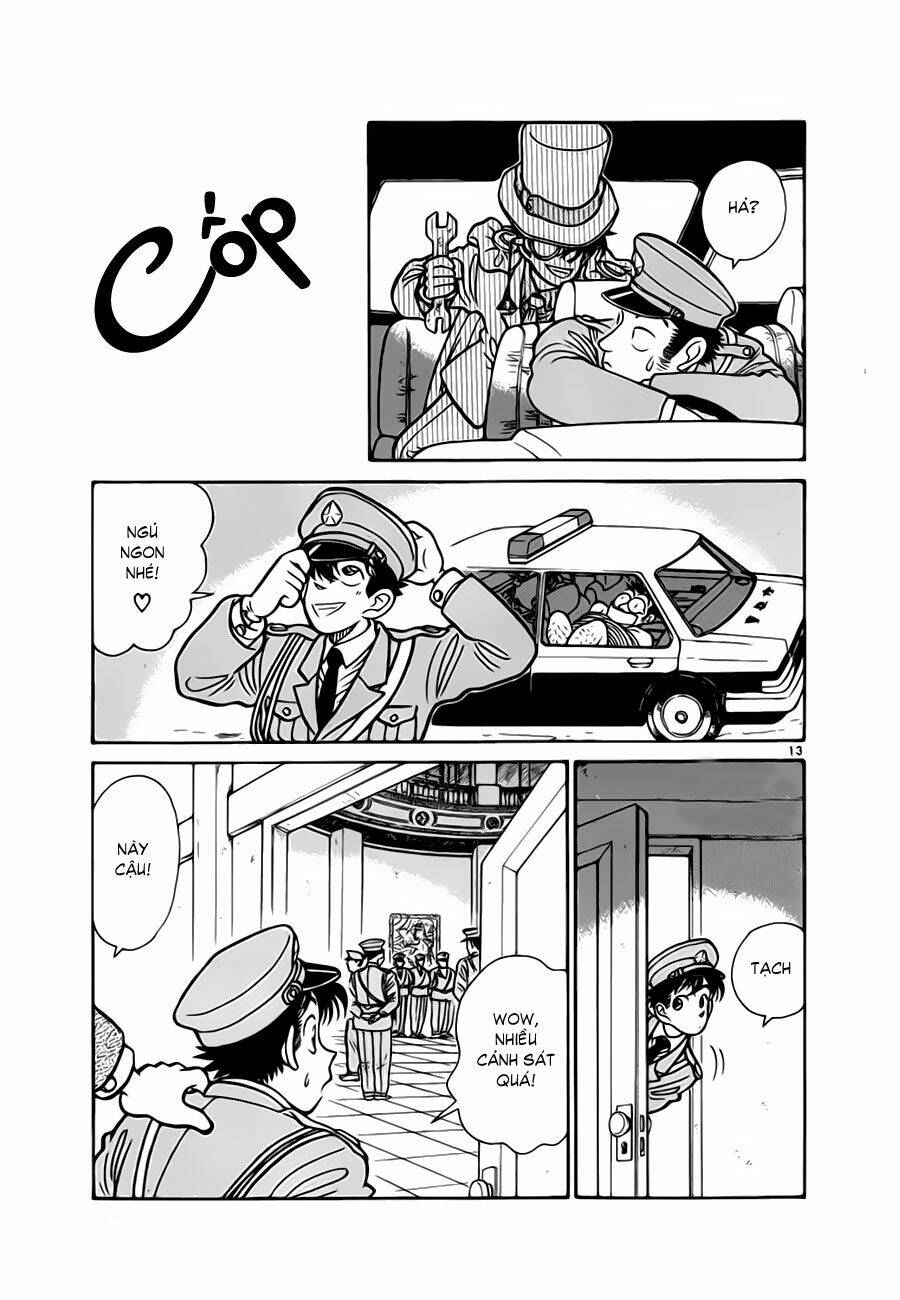 Cốp
HẢ?
NGỦ
NGON
NHÉ!
♡
13
NÀY
CẬU!
WOW,
NHIỀU
CẢNH SÁT
QUÁ!
TẠCH